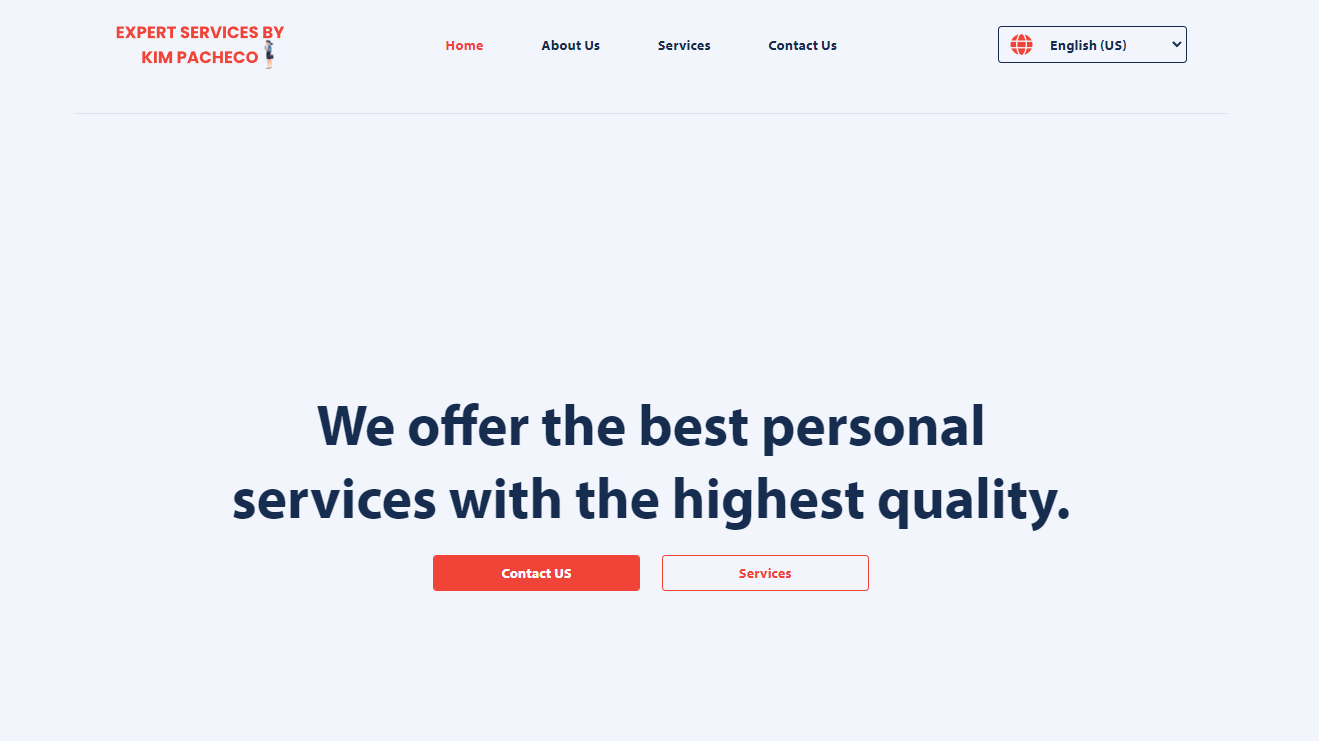 EXPERT SERVICES BY
KIM PACHECO
Home
About Us
Services
Contact Us
English (US)
We offer the best personal
services with the highest quality.
Contact US
Services